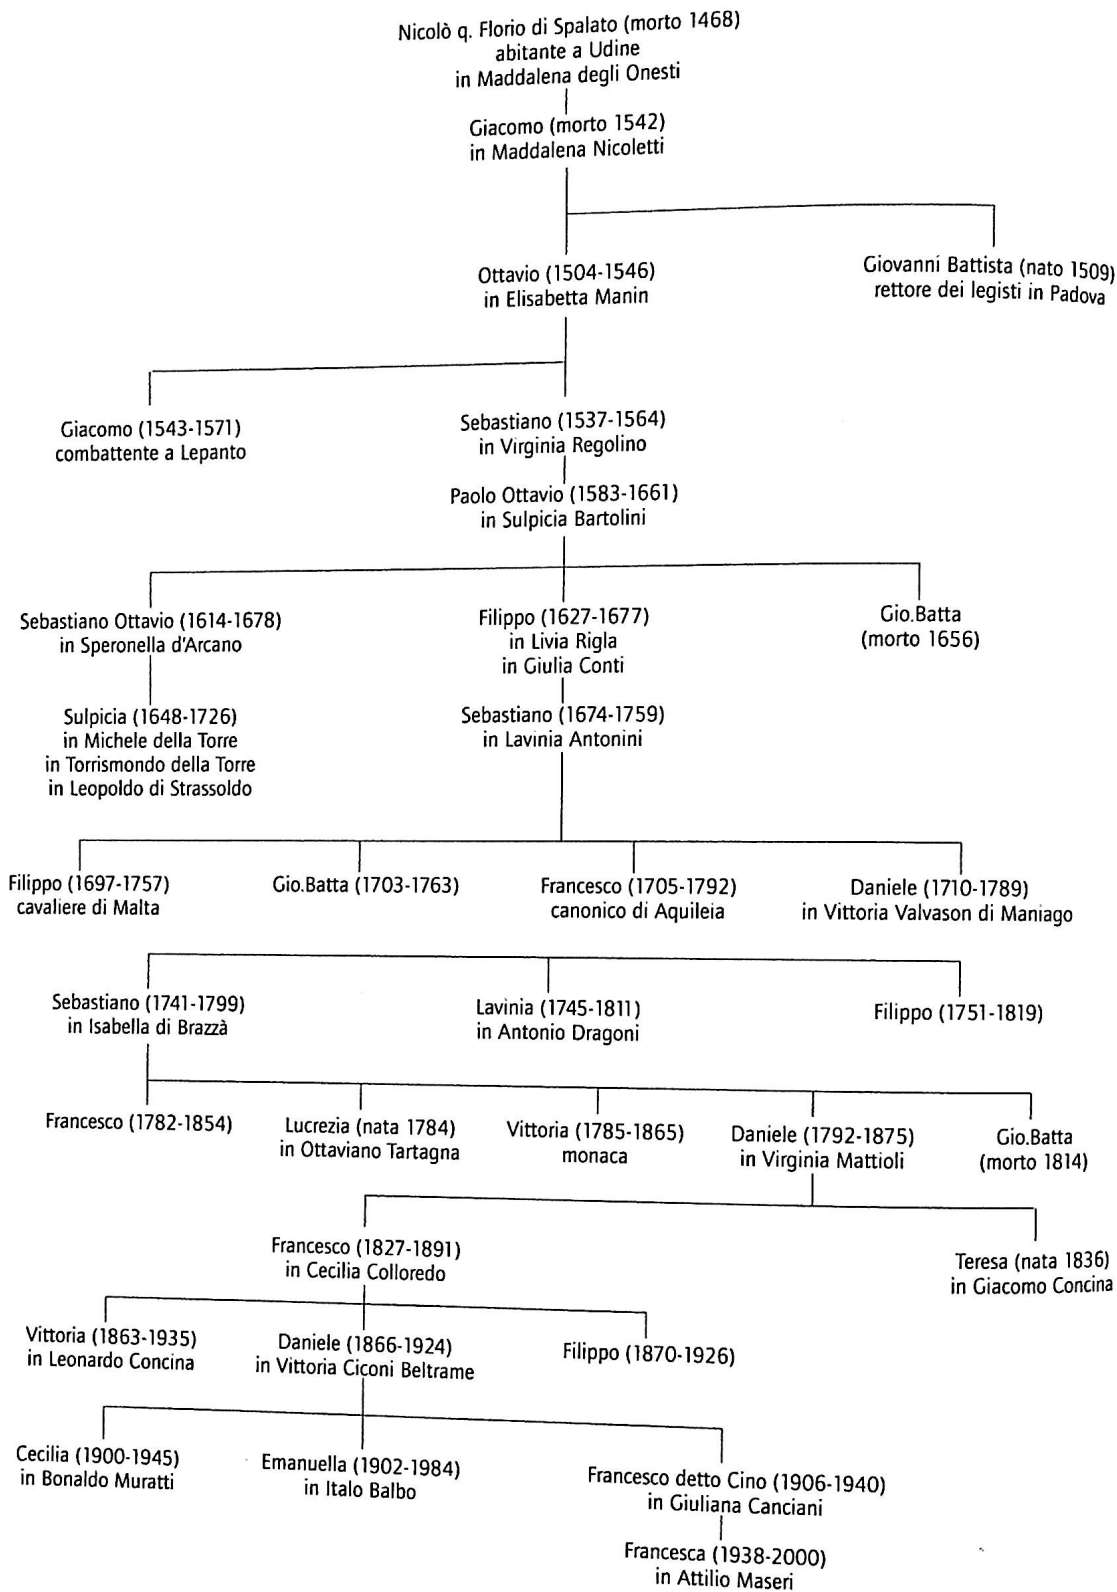 Nicolò q. Florio di Spalato (morto 1468)
abitante a Udine
in Maddalena degli Onesti
Giacomo (morto 1542)
in Maddalena Nicoletti
Ottavio (1504-1546)
in Elisabetta Manin
Giovanni Battista (nato 1509)
rettore dei legisti in Padova
Giacomo (1543-1571)
combattente a Lepanto
Sebastiano (1537-1564)
in Virginia Regolino
Paolo Ottavio (1583-1661)
in Sulpicia Bartolini
Sebastiano Ottavio (1614-1678)
in Speronella d'Arcano
Filippo (1627-1677)
in Livia Rigla
in Giulia Conti
Gio.Batta
(morto 1656)
Sulpicia (1648-1726)
in Michele della Torre
in Torrismondo della Torre
in Leopoldo di Strassoldo
Sebastiano (1674-1759)
in Lavinia Antonini
Filippo (1697-1757)
cavaliere di Malta
Gio.Batta (1703-1763)
Francesco (1705-1792)
canonico di Aquileia
Daniele (1710-1789)
in Vittoria Valvason di Maniago
Sebastiano (1741-1799)
in Isabella di Brazzà
Lavinia (1745-1811)
in Antonio Dragoni
Filippo (1751-1819)
Francesco (1782-1854)
Lucrezia (nata 1784)
in Ottaviano Tartagna
Vittoria (1785-1865)
monaca
Daniele (1792-1875)
in Virginia Mattioli
Gio.Batta
(morto 1814)
Francesco (1827-1891)
in Cecilia Colloredo
Teresa (nata 1836)
in Giacomo Concina
Vittoria (1863-1935)
in Leonardo Concina
Daniele (1866-1924)
in Vittoria Ciconi Beltrame
Filippo (1870-1926)
Cecilia (1900-1945)
in Bonaldo Muratti
Emanuella (1902-1984)
in Italo Balbo
Francesco detto Cino (1906-1940)
in Giuliana Canciani
Francesca (1938-2000)
in Attilio Maseri